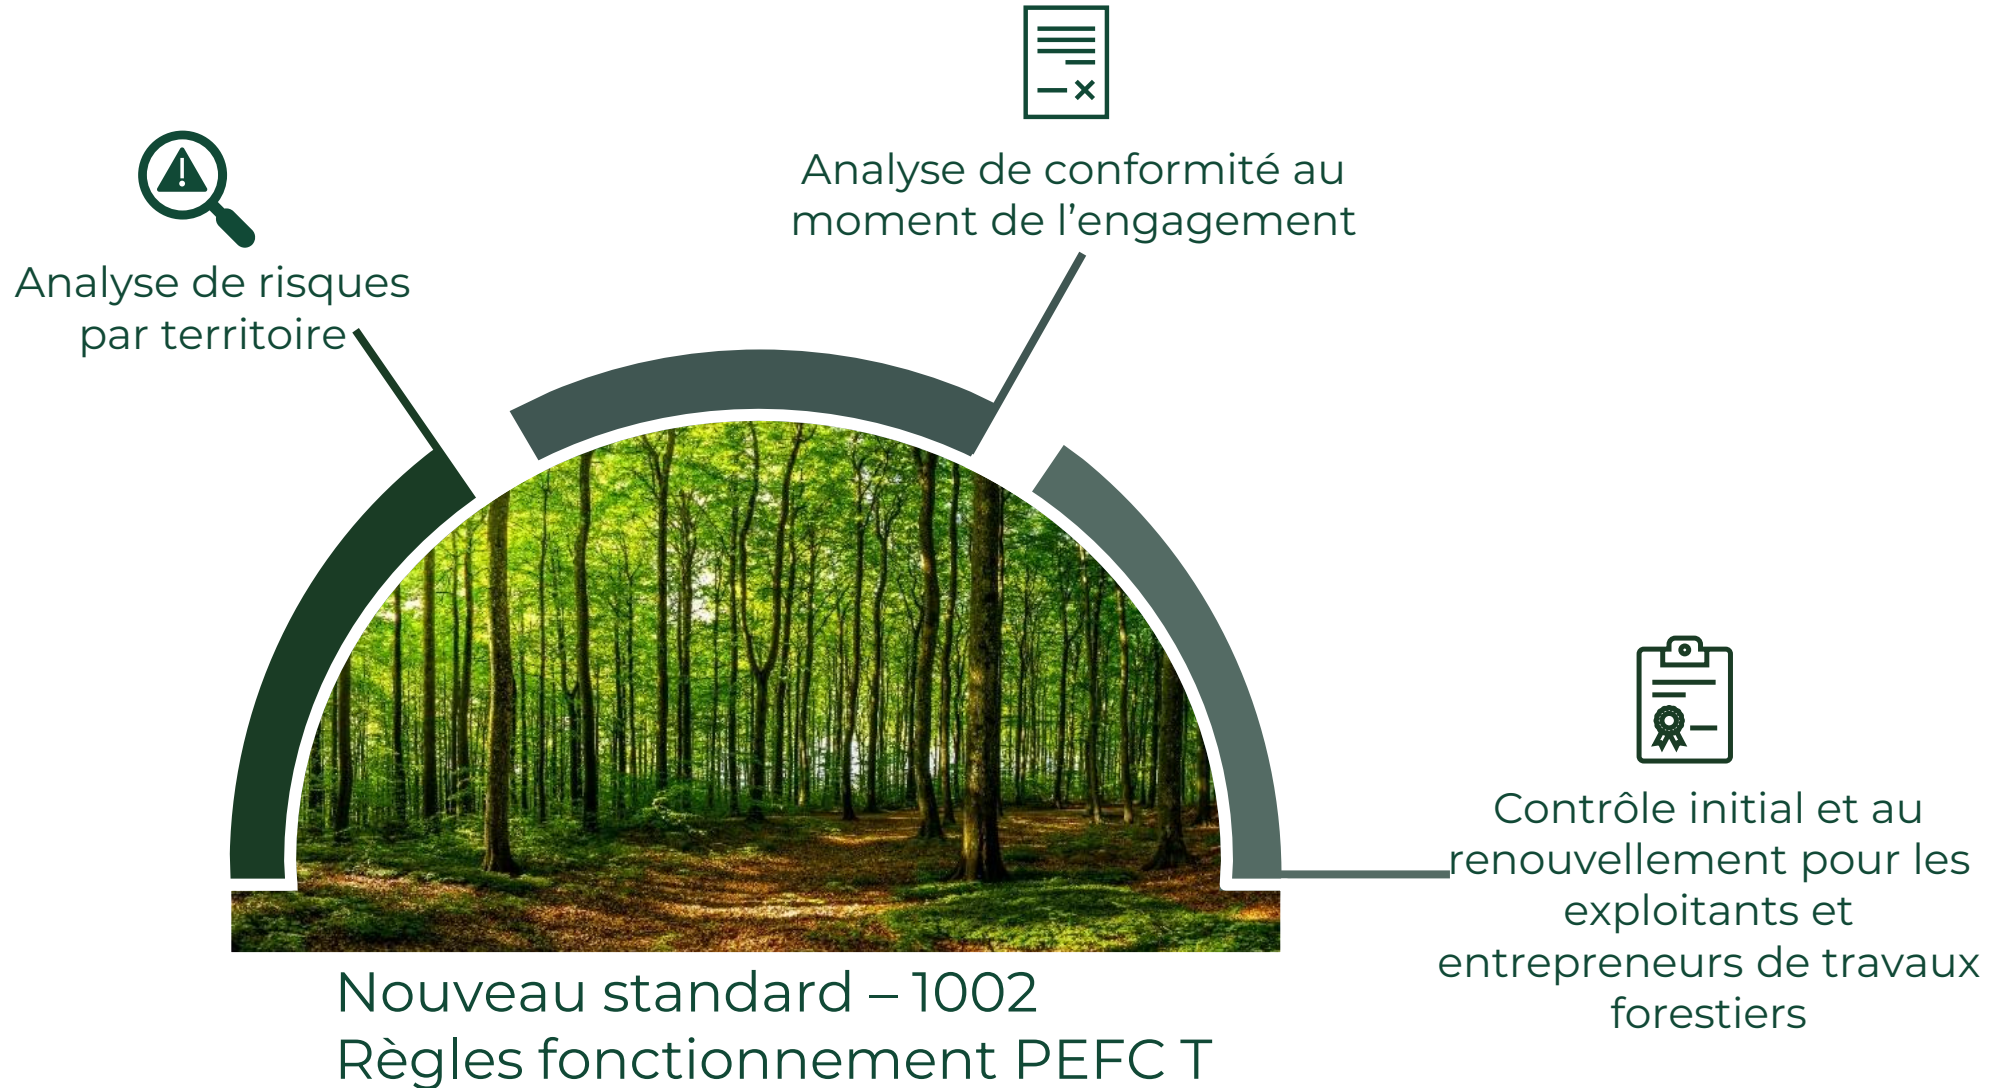 Analyse de conformité au
moment de l’engagement
Analyse de risques
par territoire
Contrôle initial et au
renouvellement pour les
exploitants et
entrepreneurs de travaux
forestiers
Nouveau standard – 1002
Règles fonctionnement PEFC T